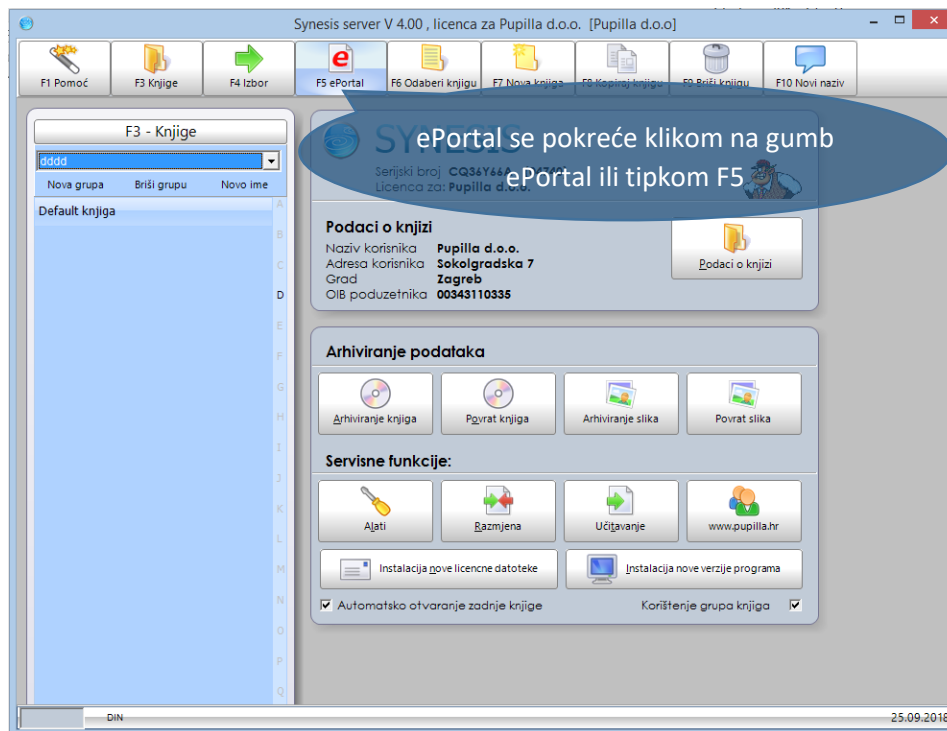 Synesis server V 4.00 , licenca za Pupilla d.o.o. [Pupilla d.o.o]
F1 Pomoć
F3 Knjige
F4 Izbor
F5 ePortal
F6 Odaberi knjigu
F7 Nova knjiga
F8 Kopiraj knjigu
F9 Briši knjigu
F10 Novi naziv
ePortal se pokreće klikom na gumb
ePortal ili tipkom F5
F3 - Knjige
dddd
Nova grupa
Briši grupu
Novo ime
Default knjiga
A
B
C
D
E
F
G
H
I
J
K
L
M
N
O
P
Q
SYNESIS
Serijski broj
Licenca za: Pupilla d.o.o.
Podaci o knjizi
Naziv korisnika Pupilla d.o.o.
Adresa korisnika Sokolgradska 7
Grad Zagreb
OIB poduzetnika 00343110335
Podaci o knjizi
Arhiviranje podataka
Arhiviranje knjiga
Povrat knjiga
Arhiviranje slika
Povrat slika
Servisne funkcije:
Alati
Razmjena
Učitavanje
www.pupilla.hr
Instalacija nove licencne datoteke
Instalacija nove verzije programa
Automatsko otvaranje zadnje knjige
Korištenje grupa knjiga
DIN
25.09.2018